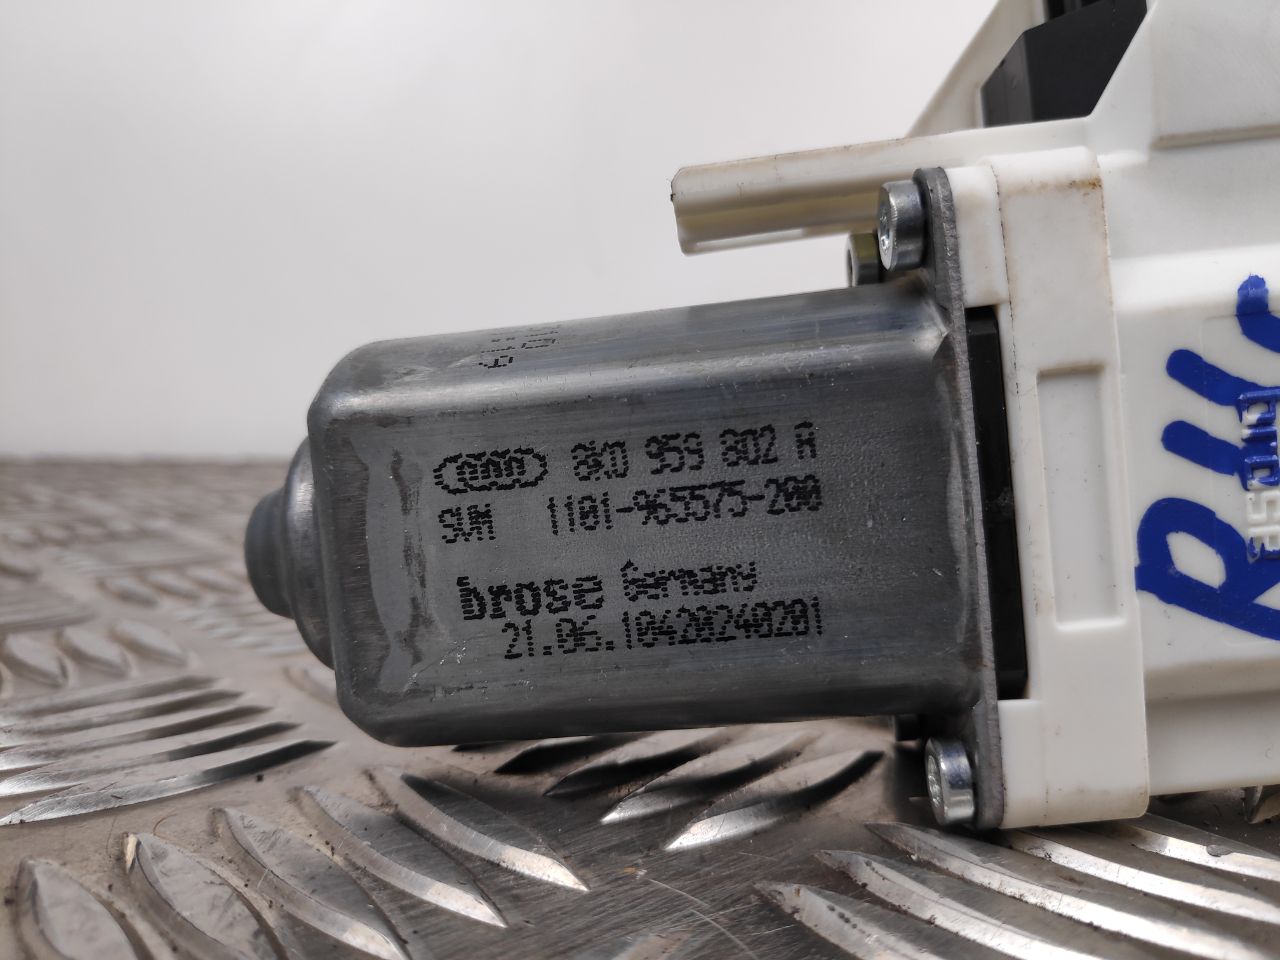 8K0 959 802 A
SWM 1101-965575-200
brose Germany
21.06.10420240201